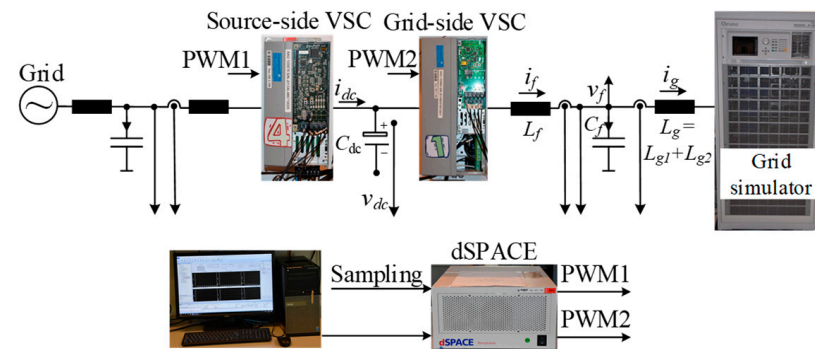 Source-side VSC
Grid-side VSC
Grid
PWM1
PWM2
i_dc
C_dc
+
−
v_dc
i_f
L_f
v_f
C_f
i_g
L_g =
L_g1+L_g2
Grid
simulator
4
Sampling
dSPACE
PWM1
PWM2
dSPACE